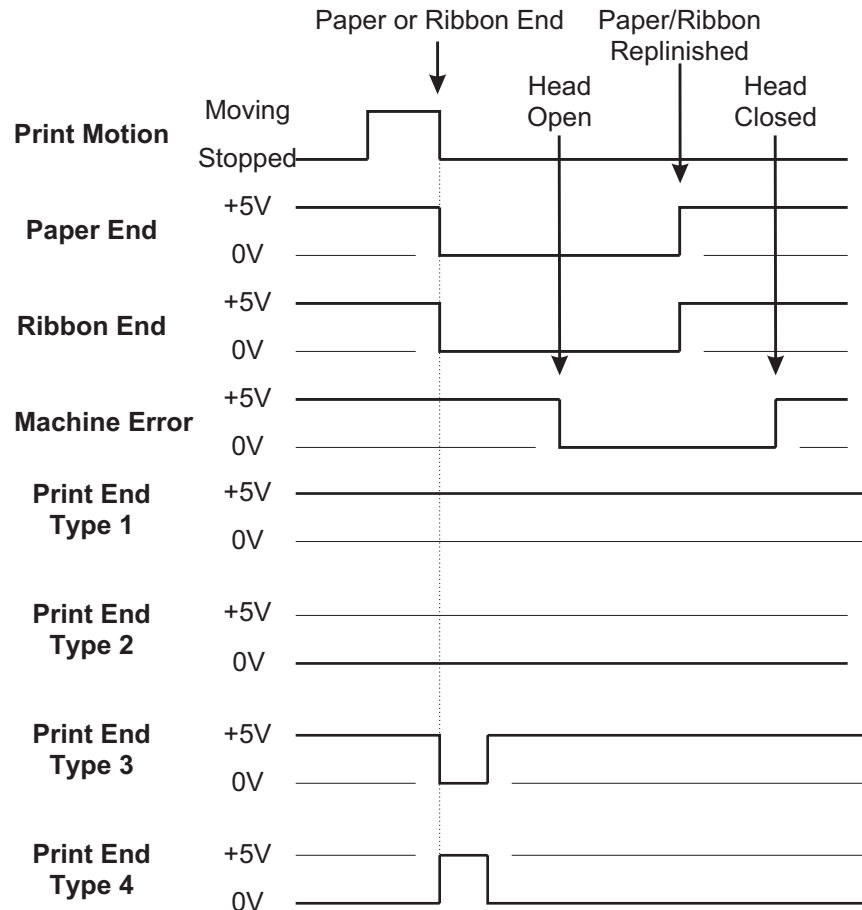 Paper or Ribbon End
Paper/Ribbon
Replinished
Head
Open
Head
Closed
Print Motion
Moving
Stopped
Paper End
+5V
0V
Ribbon End
+5V
0V
Machine Error
+5V
0V
Print End
Type 1
+5V
0V
Print End
Type 2
+5V
0V
Print End
Type 3
+5V
0V
Print End
Type 4
+5V
0V